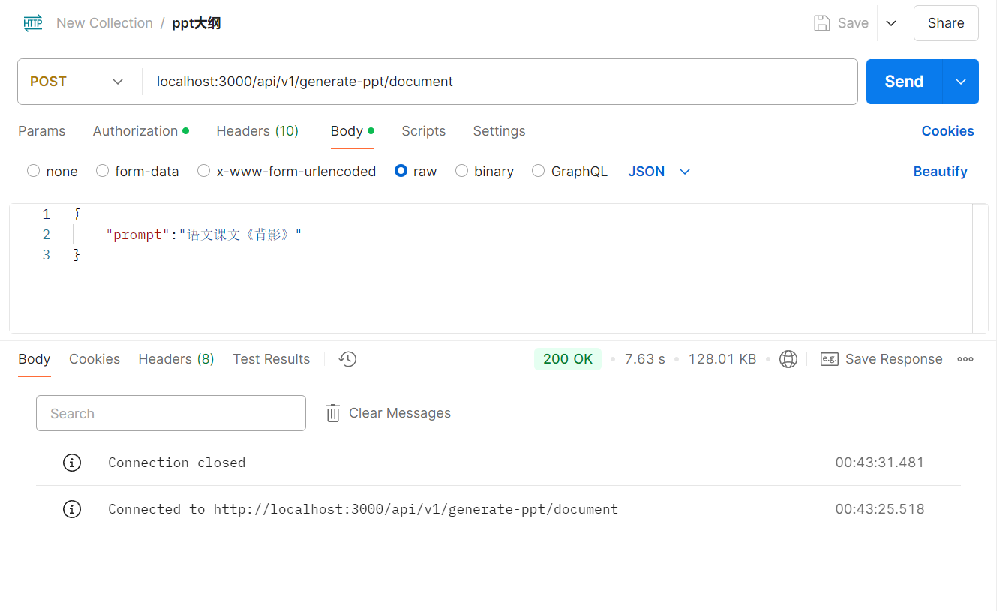 HTTP New Collection / ppt大纲 Save Share
POST localhost:3000/api/v1/generate-ppt/document Send
Params Authorization Headers (10) Body Scripts Settings Cookies
none form-data x-www-form-urlencoded raw binary GraphQL JSON Beautify
1 {
2 "prompt":"语文课文《背影》"
3 }
Body Cookies Headers (8) Test Results 200 OK 7.63 s 128.01 KB e.g. Save Response
Search Clear Messages
Connection closed 00:43:31.481
Connected to http://localhost:3000/api/v1/generate-ppt/document 00:43:25.518